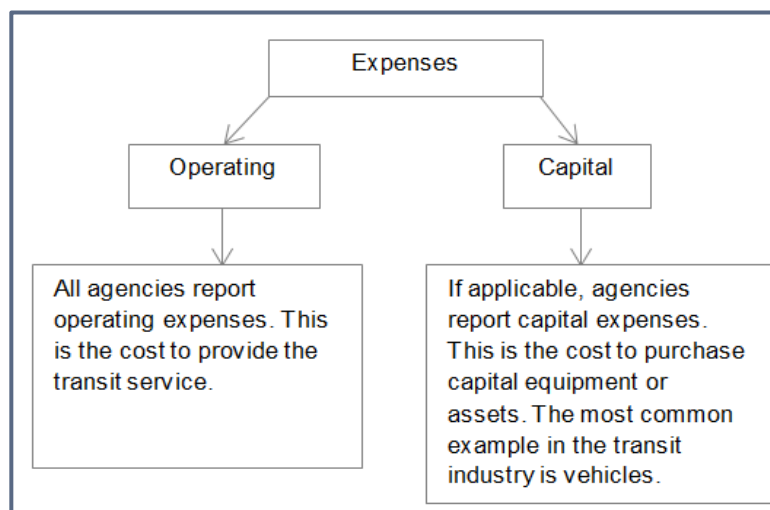 Expenses
Operating
Capital
All agencies report
operating expenses. This
is the cost to provide the
transit service.
If applicable, agencies
report capital expenses.
This is the cost to purchase
capital equipment or
assets. The most common
example in the transit
industry is vehicles.